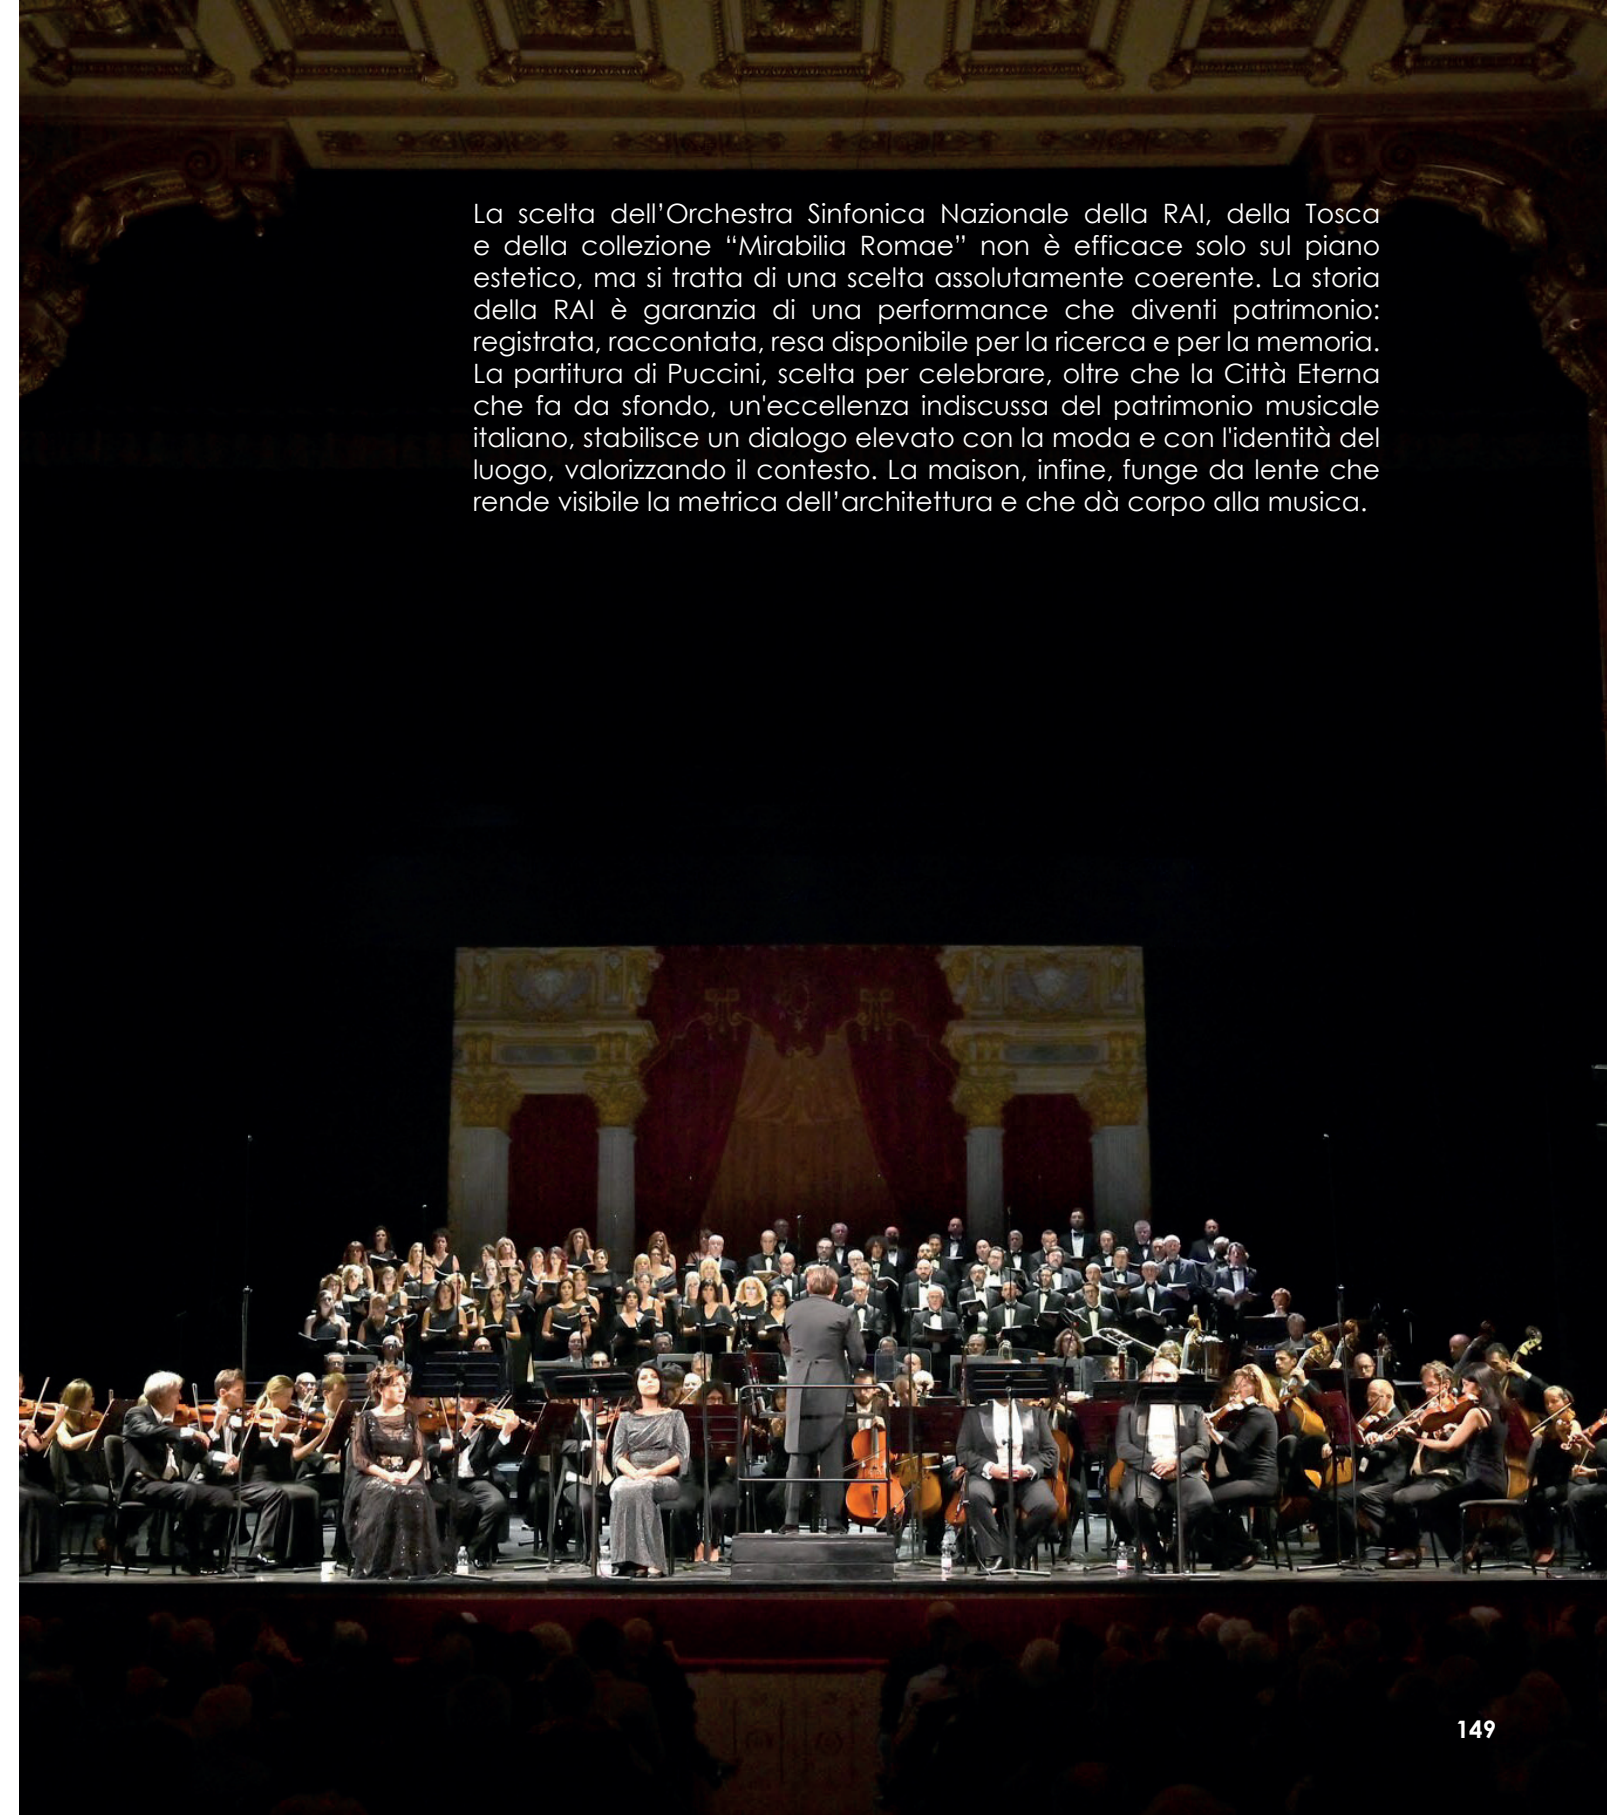 La scelta dell’Orchestra Sinfonica Nazionale della RAI, della Tosca
e della collezione “Mirabilia Romae” non è efficace solo sul piano
estetico, ma si tratta di una scelta assolutamente coerente. La storia
della RAI è garanzia di una performance che diventi patrimonio:
registrata, raccontata, resa disponibile per la ricerca e per la memoria.
La partitura di Puccini, scelta per celebrare, oltre che la Città Eterna
che fa da sfondo, un'eccellenza indiscussa del patrimonio musicale
italiano, stabilisce un dialogo elevato con la moda e con l'identità del
luogo, valorizzando il contesto. La maison, infine, funge da lente che
rende visibile la metrica dell’architettura e che dà corpo alla musica.
149